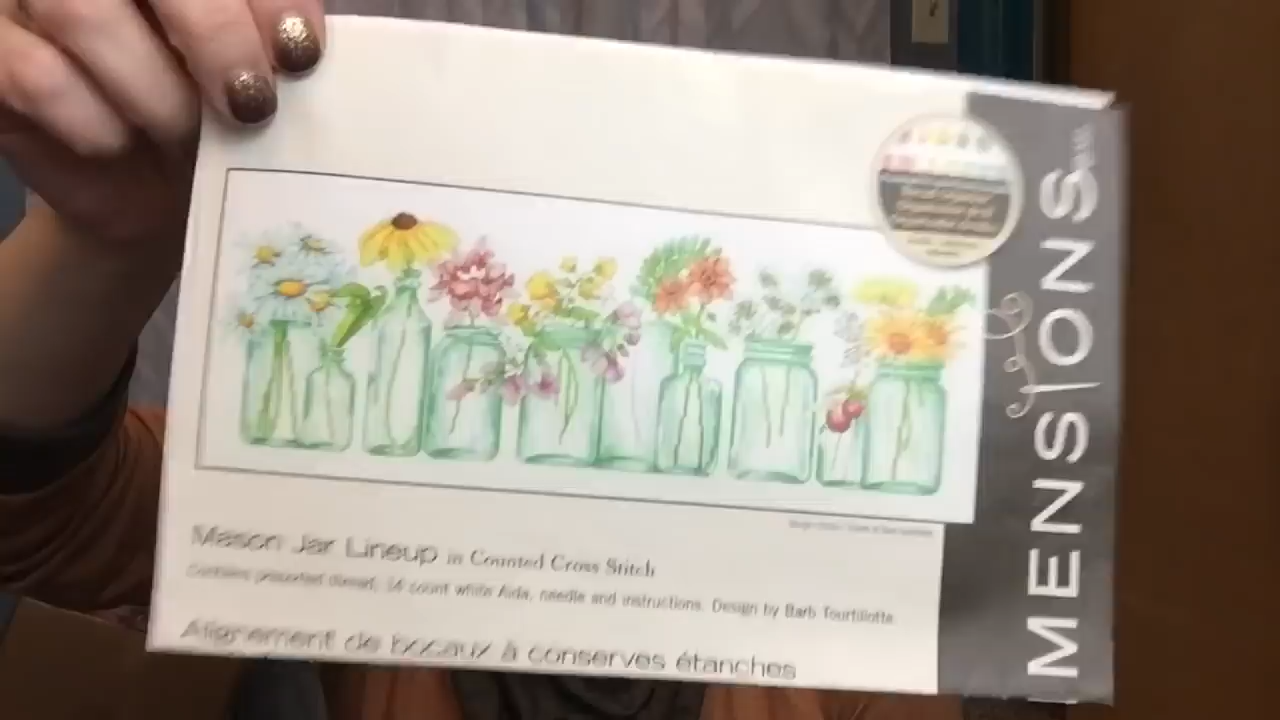 MENSIONS
Mason Jar Lineup in Counted Cross Stitch
Contains presorted thread, 14 count white Aida, needle and instructions. Design by Barb Tourtillotte
Alignement de bocaux à conserves étanches